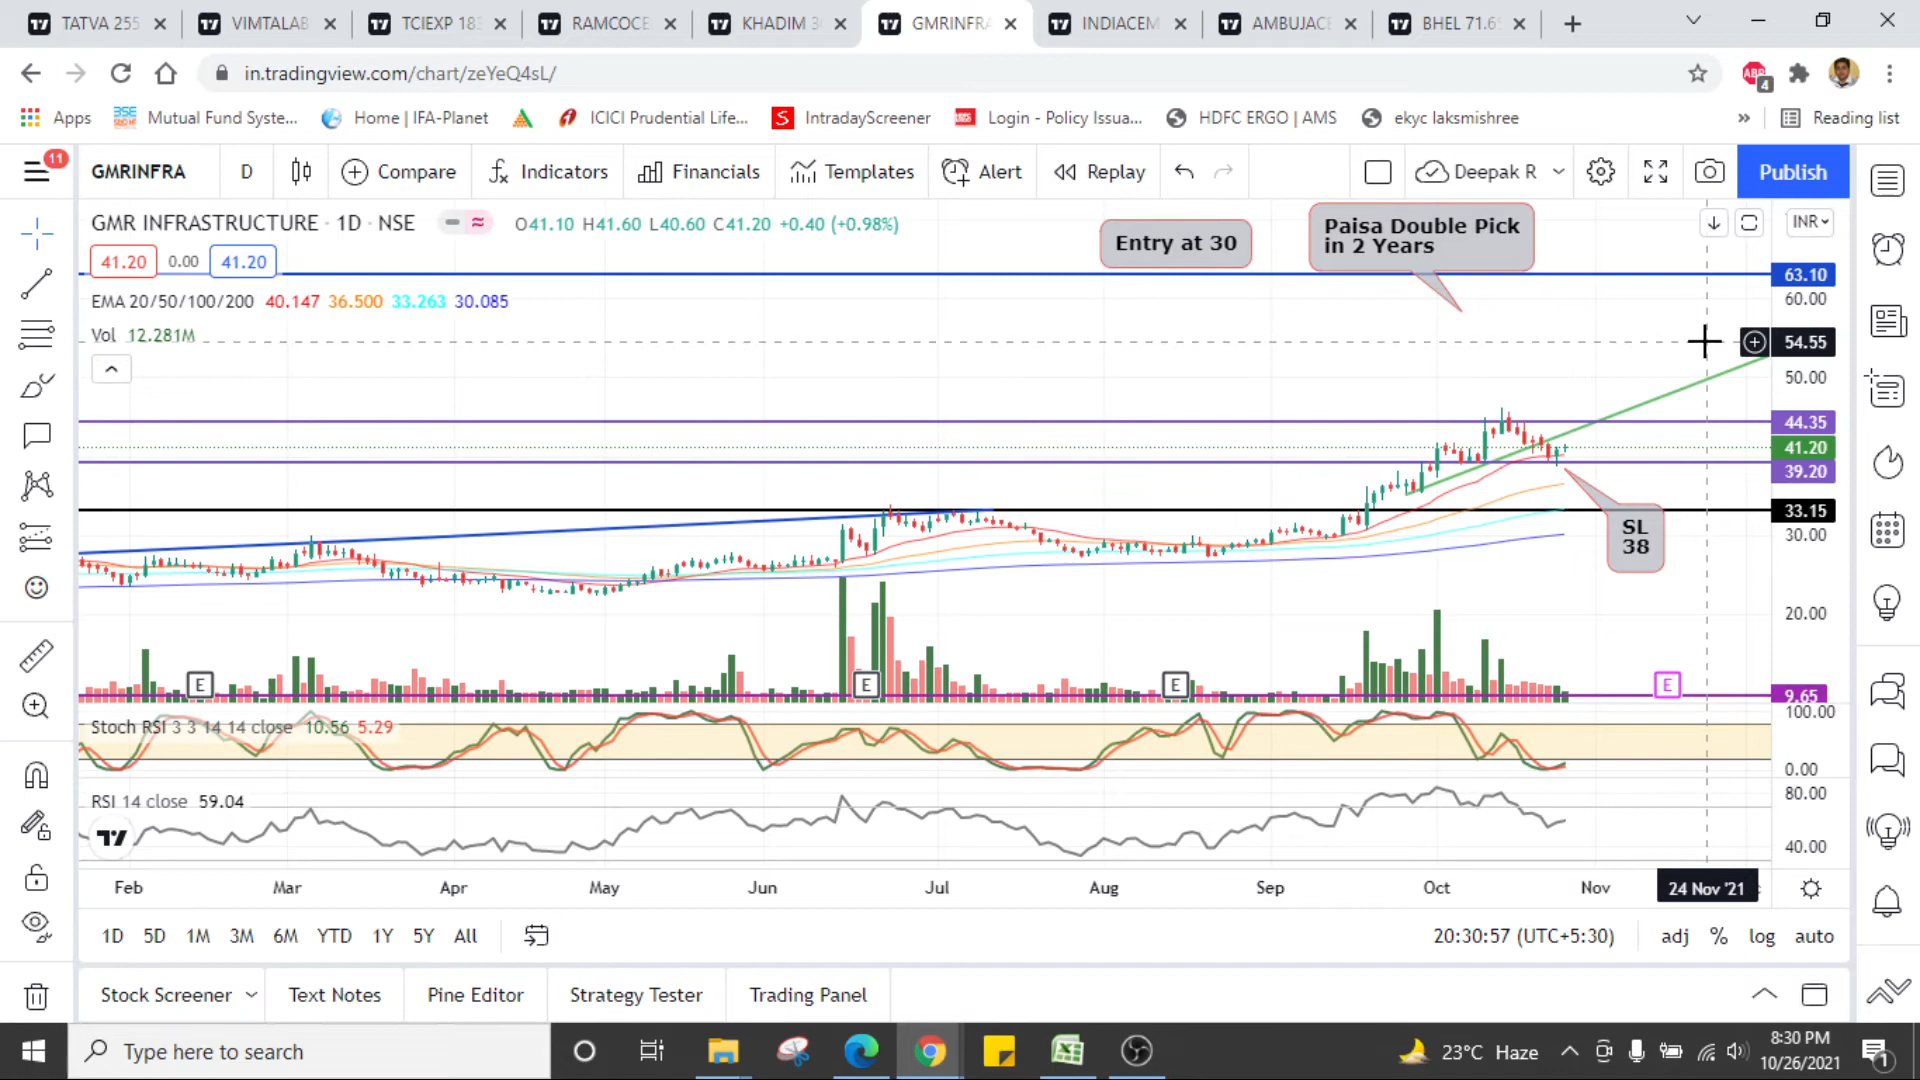 TATVA 255
VIMTALAB
TCIEXP 183
RAMCOCE
KHADIM 3
GMRINFRA
INDIACEM
AMBUJACE
BHEL 71.6
in.tradingview.com/chart/zeYeQ4sL/
ABP
4
Apps
Mutual Fund Syste...
Home | IFA-Planet
ICICI Prudential Life...
IntradayScreener
Login - Policy Issua...
HDFC ERGO | AMS
ekyc laksmishree
»
Reading list
11
GMRINFRA
D
Compare
Indicators
Financials
Templates
Alert
Replay
Deepak R
Publish
GMR INFRASTRUCTURE · 1D · NSE
O41.10 H41.60 L40.60 C41.20 +0.40 (+0.98%)
41.20 0.00 41.20
EMA 20/50/100/200 40.147 36.500 33.263 30.085
Vol 12.281M
Entry at 30
Paisa Double Pick
in 2 Years
SL
38
INR
63.10
60.00
54.55
50.00
44.35
41.20
39.20
33.15
30.00
20.00
9.65
E
E
E
E
Stoch RSI 3 3 14 14 close 10.56 5.29
100.00
0.00
RSI 14 close 59.04
80.00
40.00
Feb
Mar
Apr
May
Jun
Jul
Aug
Sep
Oct
Nov
24 Nov '21
1D 5D 1M 3M 6M YTD 1Y 5Y All
20:30:57 (UTC+5:30)
adj % log auto
Stock Screener
Text Notes
Pine Editor
Strategy Tester
Trading Panel
Type here to search
23°C Haze
8:30 PM
10/26/2021
1